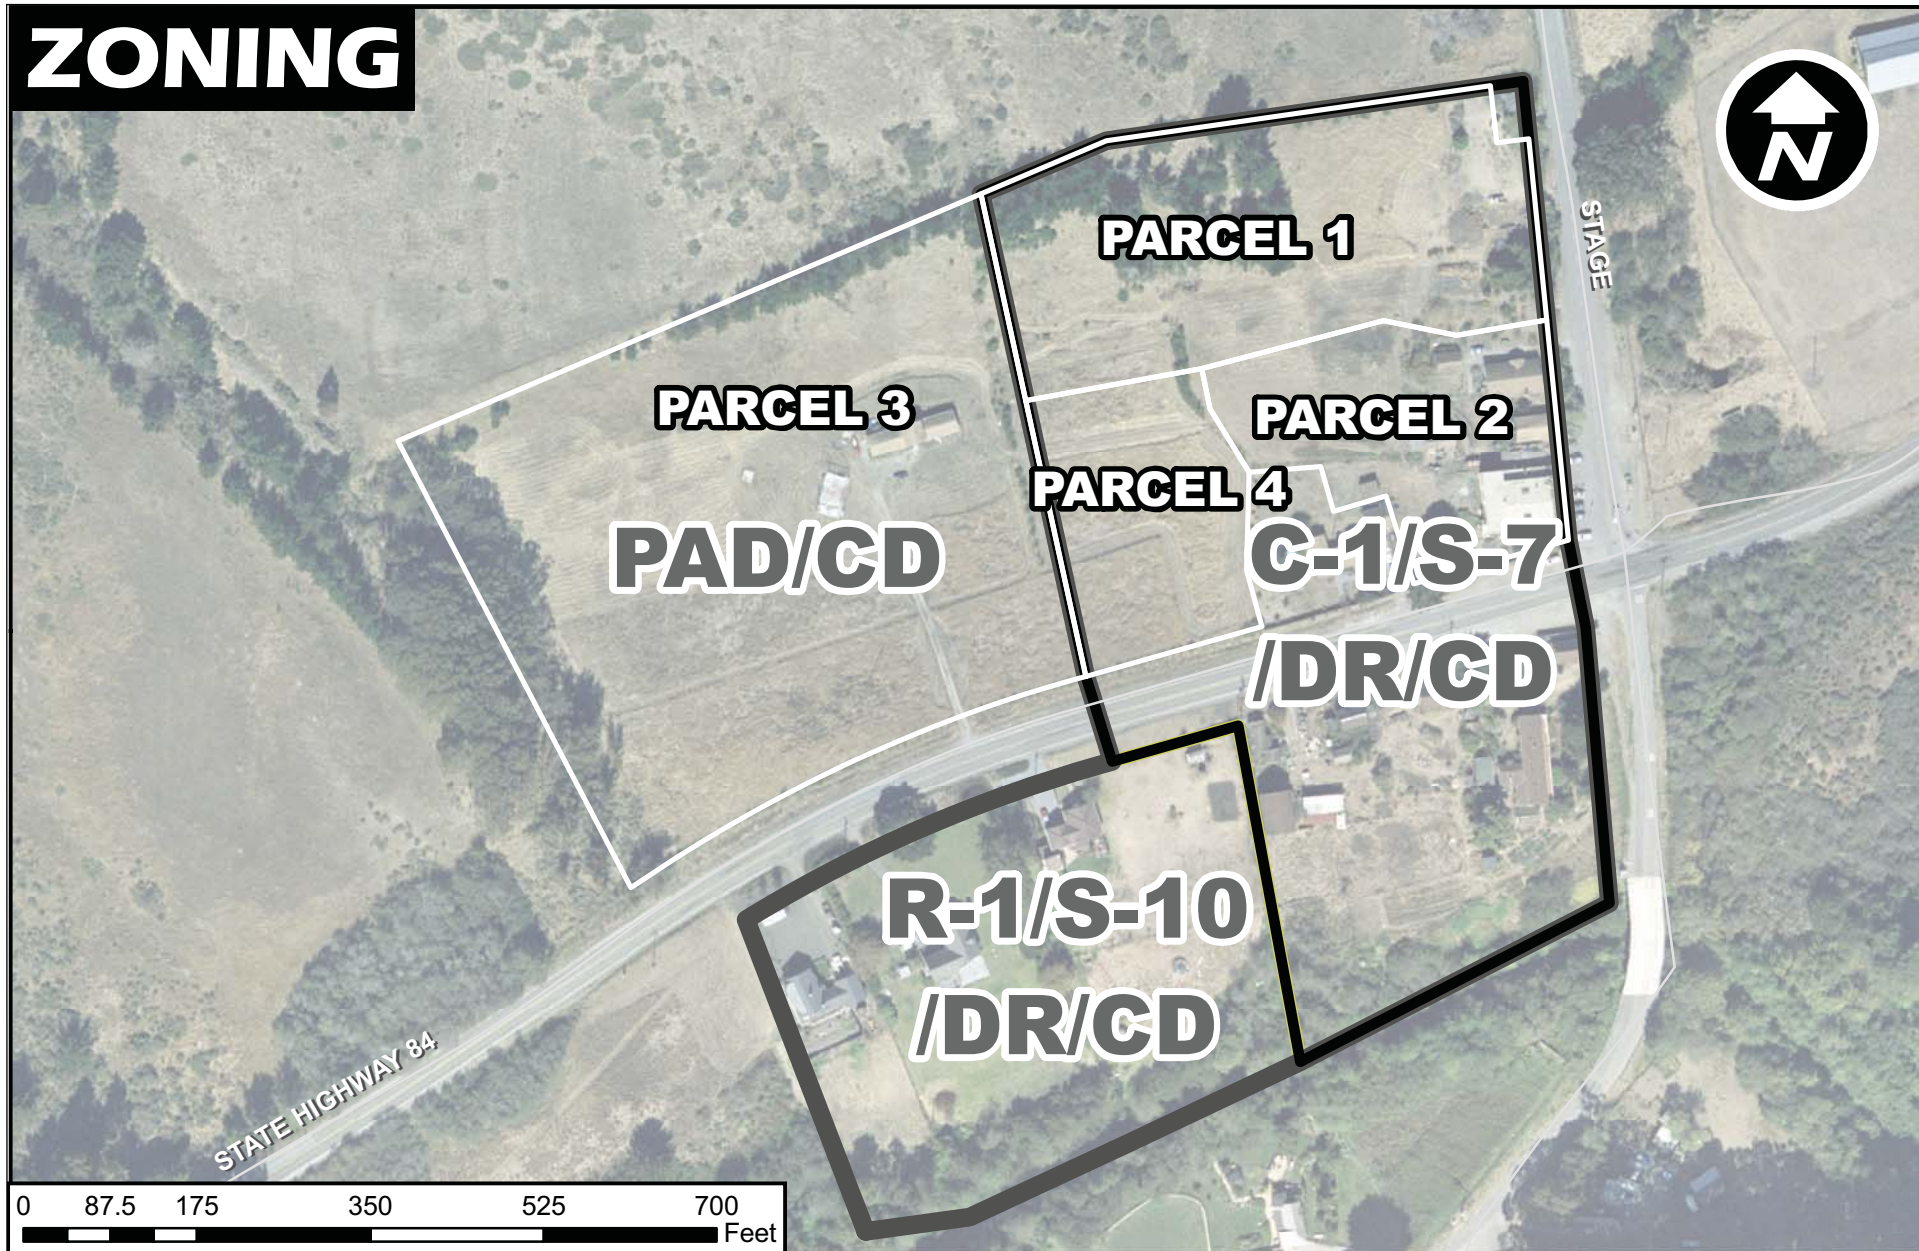 ZONING
N
STAGE
PARCEL 1
PARCEL 3
PARCEL 2
PARCEL 4
PAD/CD
C-1/S-7
/DR/CD
R-1/S-10
/DR/CD
STATE HIGHWAY 84
0 87.5 175 350 525 700
Feet